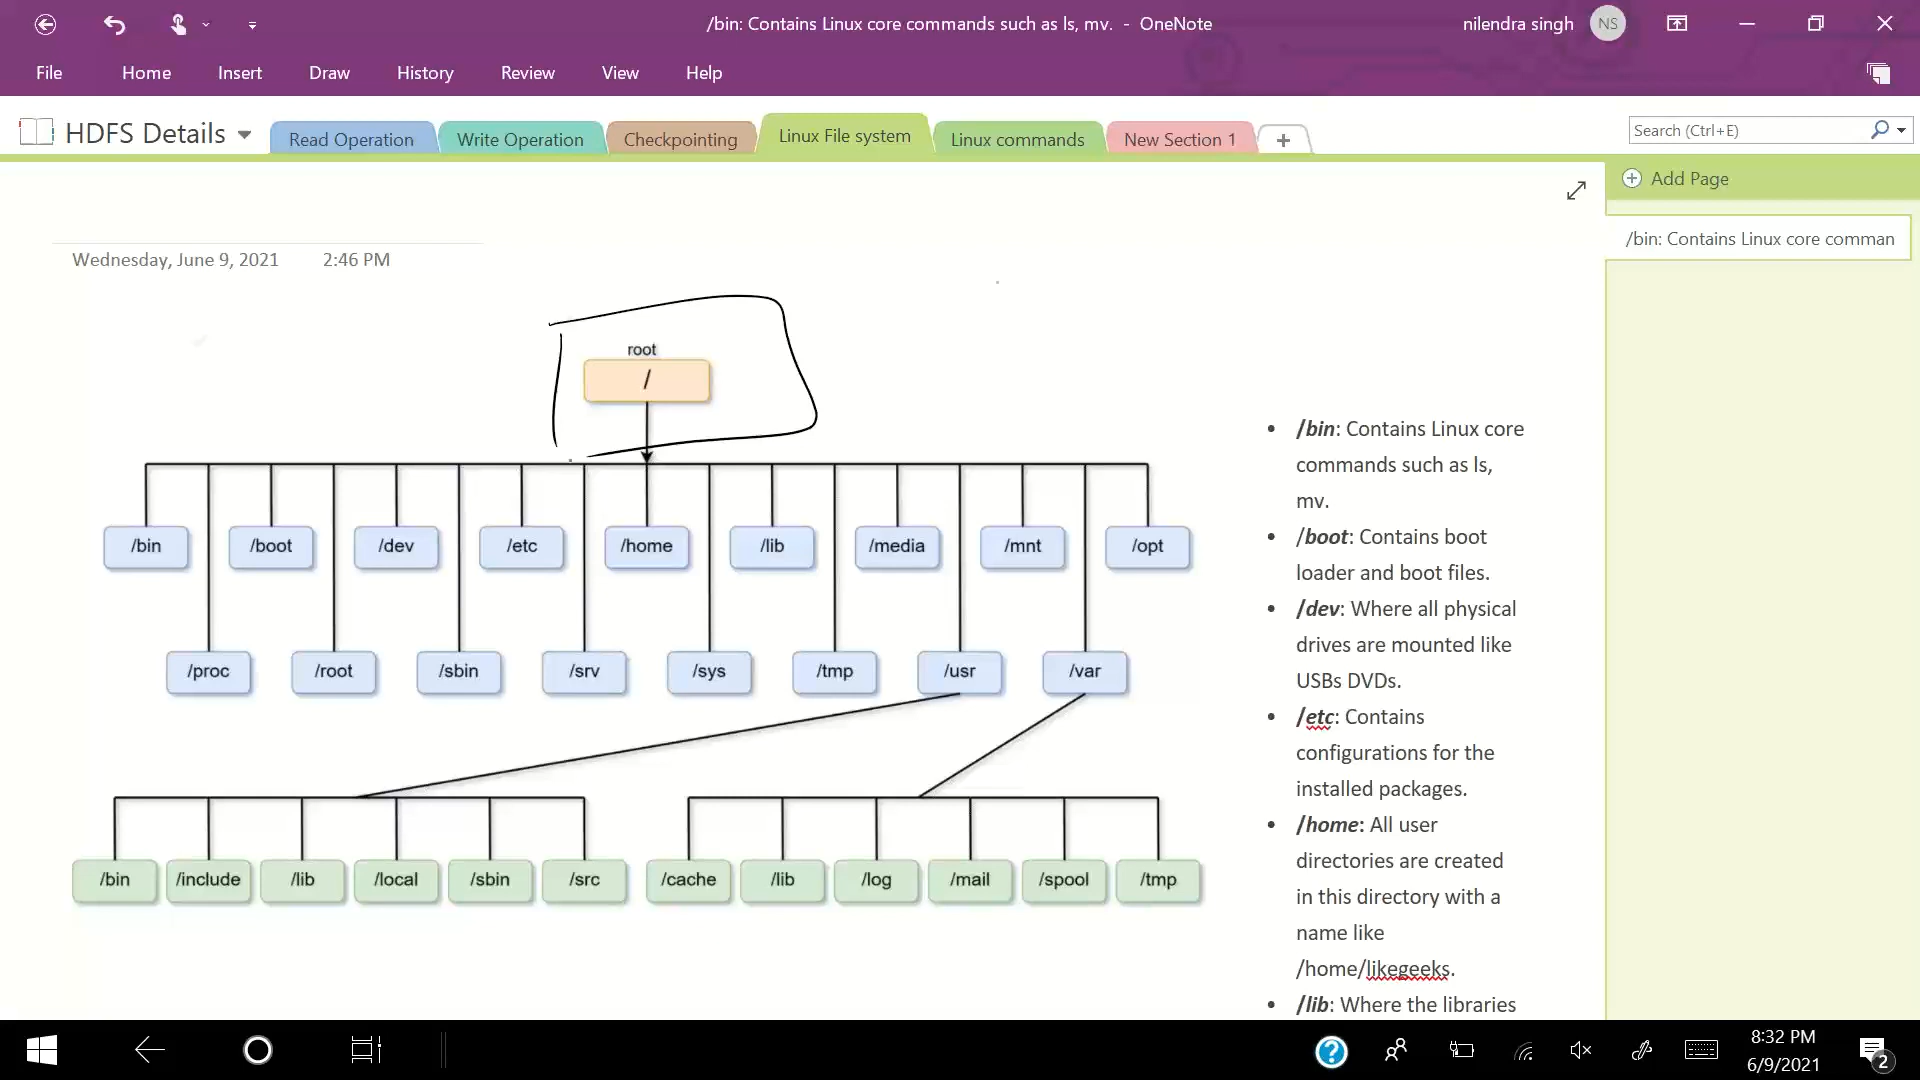 /bin: Contains Linux core commands such as ls, mv. - OneNote
nilendra singh
NS
File
Home
Insert
Draw
History
Review
View
Help
HDFS Details
Read Operation
Write Operation
Checkpointing
Linux File system
Linux commands
New Section 1
+
Search (Ctrl+E)
Add Page
/bin: Contains Linux core comman
Wednesday, June 9, 2021
2:46 PM
root
/
/bin
/boot
/dev
/etc
/home
/lib
/media
/mnt
/opt
/proc
/root
/sbin
/srv
/sys
/tmp
/usr
/var
/bin
/include
/lib
/local
/sbin
/src
/cache
/lib
/log
/mail
/spool
/tmp
• /bin: Contains Linux core
commands such as ls,
mv.
• /boot: Contains boot
loader and boot files.
• /dev: Where all physical
drives are mounted like
USBs DVDs.
• /etc: Contains
configurations for the
installed packages.
• /home: All user
directories are created
in this directory with a
name like
/home/likegeeks.
• /lib: Where the libraries
8:32 PM
6/9/2021
2